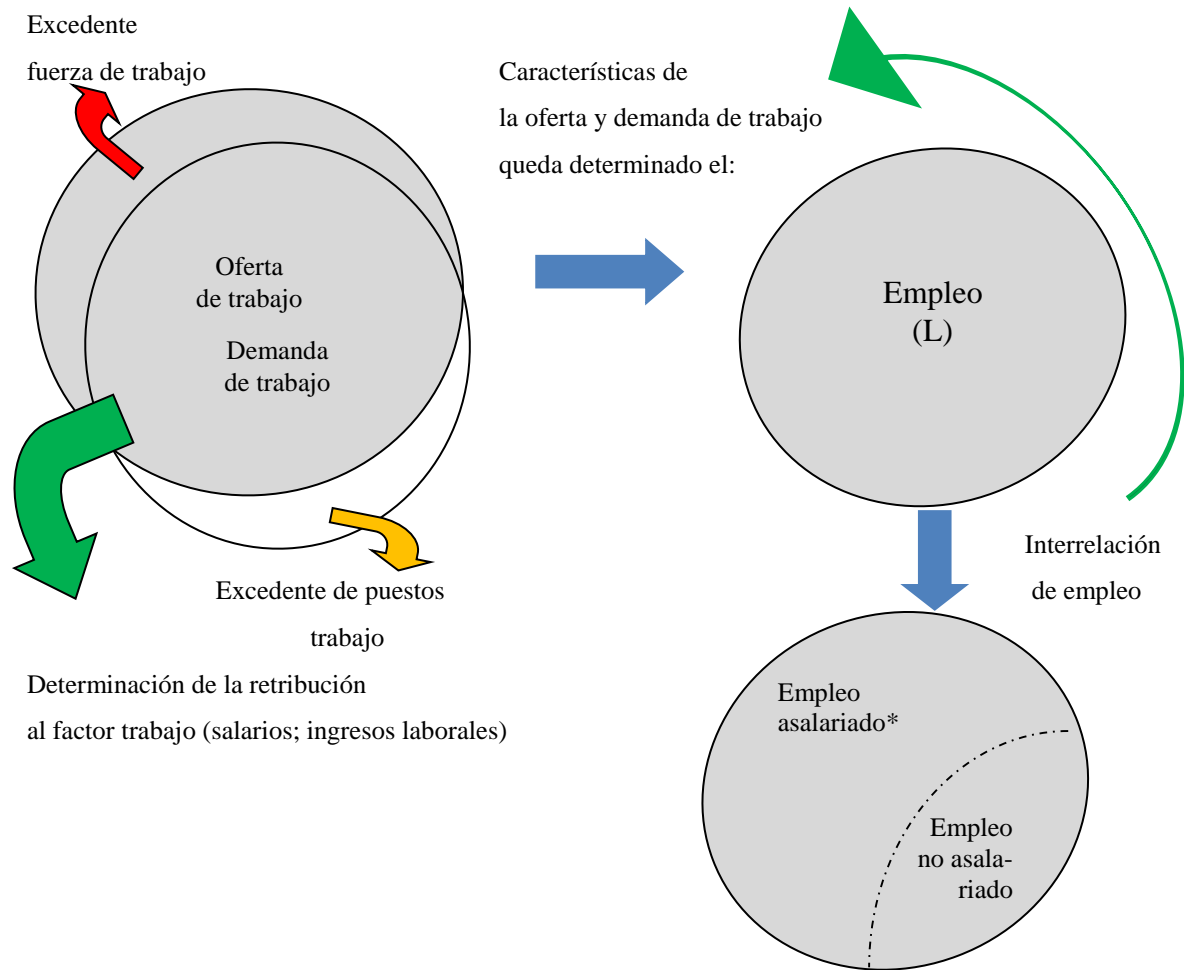 Excedente
fuerza de trabajo
Características de
la oferta y demanda de trabajo
queda determinado el:
Oferta
de trabajo
Demanda
de trabajo
Empleo
(L)
Excedente de puestos
trabajo
Interrelación
de empleo
Determinación de la retribución
al factor trabajo (salarios; ingresos laborales)
Empleo
asalariado*
Empleo
no asala-
riado